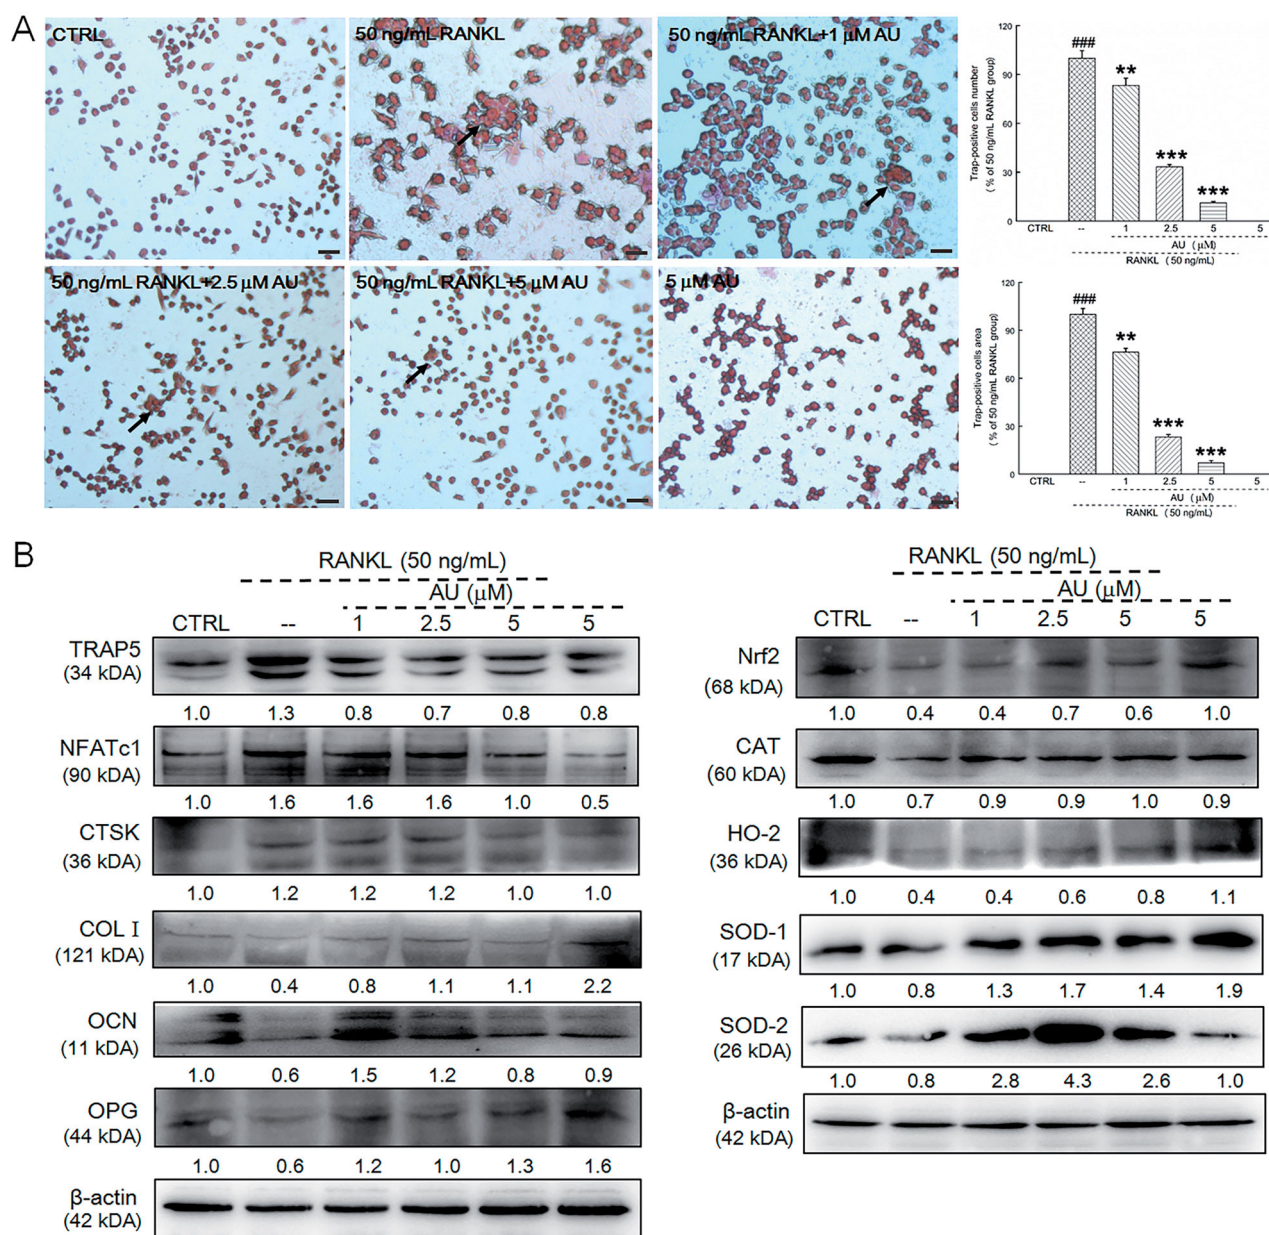 A
CTRL
50 ng/mL RANKL
50 ng/mL RANKL+1 μM AU
50 ng/mL RANKL+2.5 μM AU
50 ng/mL RANKL+5 μM AU
5 μM AU
Trap-positive cells number
( % of 50 ng/mL RANKL group)
120
90
60
30
0
###
**
***
***
CTRL -- 1 2.5 5 5
AU (μM)
RANKL (50 ng/mL)
Trap-positive cells area
( % of 50 ng/mL RANKL group)
120
90
60
30
0
###
**
***
***
CTRL -- 1 2.5 5 5
AU (μM)
RANKL (50 ng/mL)
B
RANKL (50 ng/mL)
AU (μM)
CTRL -- 1 2.5 5 5
TRAP5
(34 kDA)
1.0 1.3 0.8 0.7 0.8 0.8
NFATc1
(90 kDA)
1.0 1.6 1.6 1.6 1.0 0.5
CTSK
(36 kDA)
1.0 1.2 1.2 1.2 1.0 1.0
COL I
(121 kDA)
1.0 0.4 0.8 1.1 1.1 2.2
OCN
(11 kDA)
1.0 0.6 1.5 1.2 0.8 0.9
OPG
(44 kDA)
1.0 0.6 1.2 1.0 1.3 1.6
β-actin
(42 kDA)
RANKL (50 ng/mL)
AU (μM)
CTRL -- 1 2.5 5 5
Nrf2
(68 kDA)
1.0 0.4 0.4 0.7 0.6 1.0
CAT
(60 kDA)
1.0 0.7 0.9 0.9 1.0 0.9
HO-2
(36 kDA)
1.0 0.4 0.4 0.6 0.8 1.1
SOD-1
(17 kDA)
1.0 0.8 1.3 1.7 1.4 1.9
SOD-2
(26 kDA)
1.0 0.8 2.8 4.3 2.6 1.0
β-actin
(42 kDA)